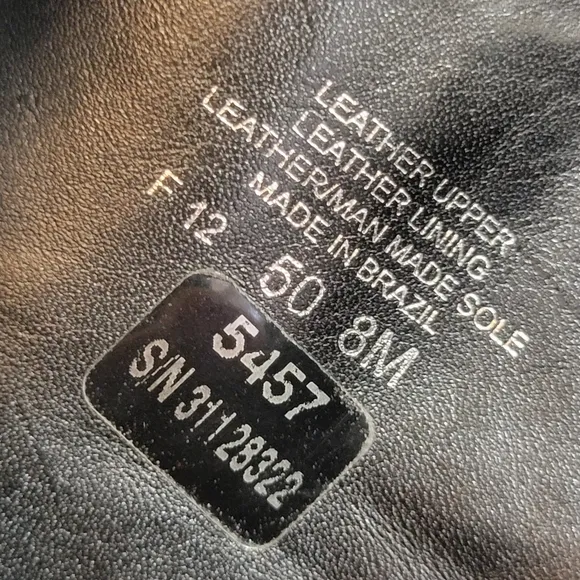 LEATHER UPPER
LEATHER LINING
LEATHER/MAN MADE SOLE
MADE IN BRAZIL
F 12 50 8M
5457
S/N 31128322